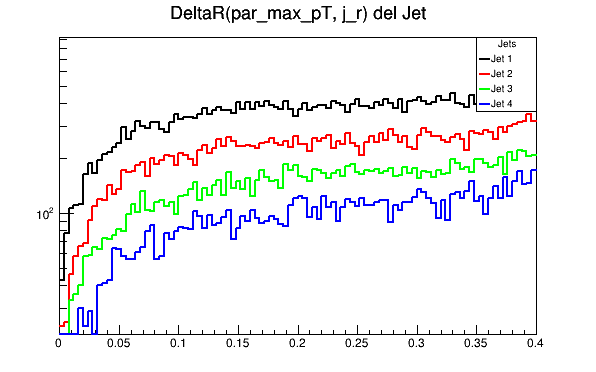 DeltaR(par_max_pT, j_r) del Jet
Jets
Jet 1
Jet 2
Jet 3
Jet 4
10²
0 0.05 0.1 0.15 0.2 0.25 0.3 0.35 0.4